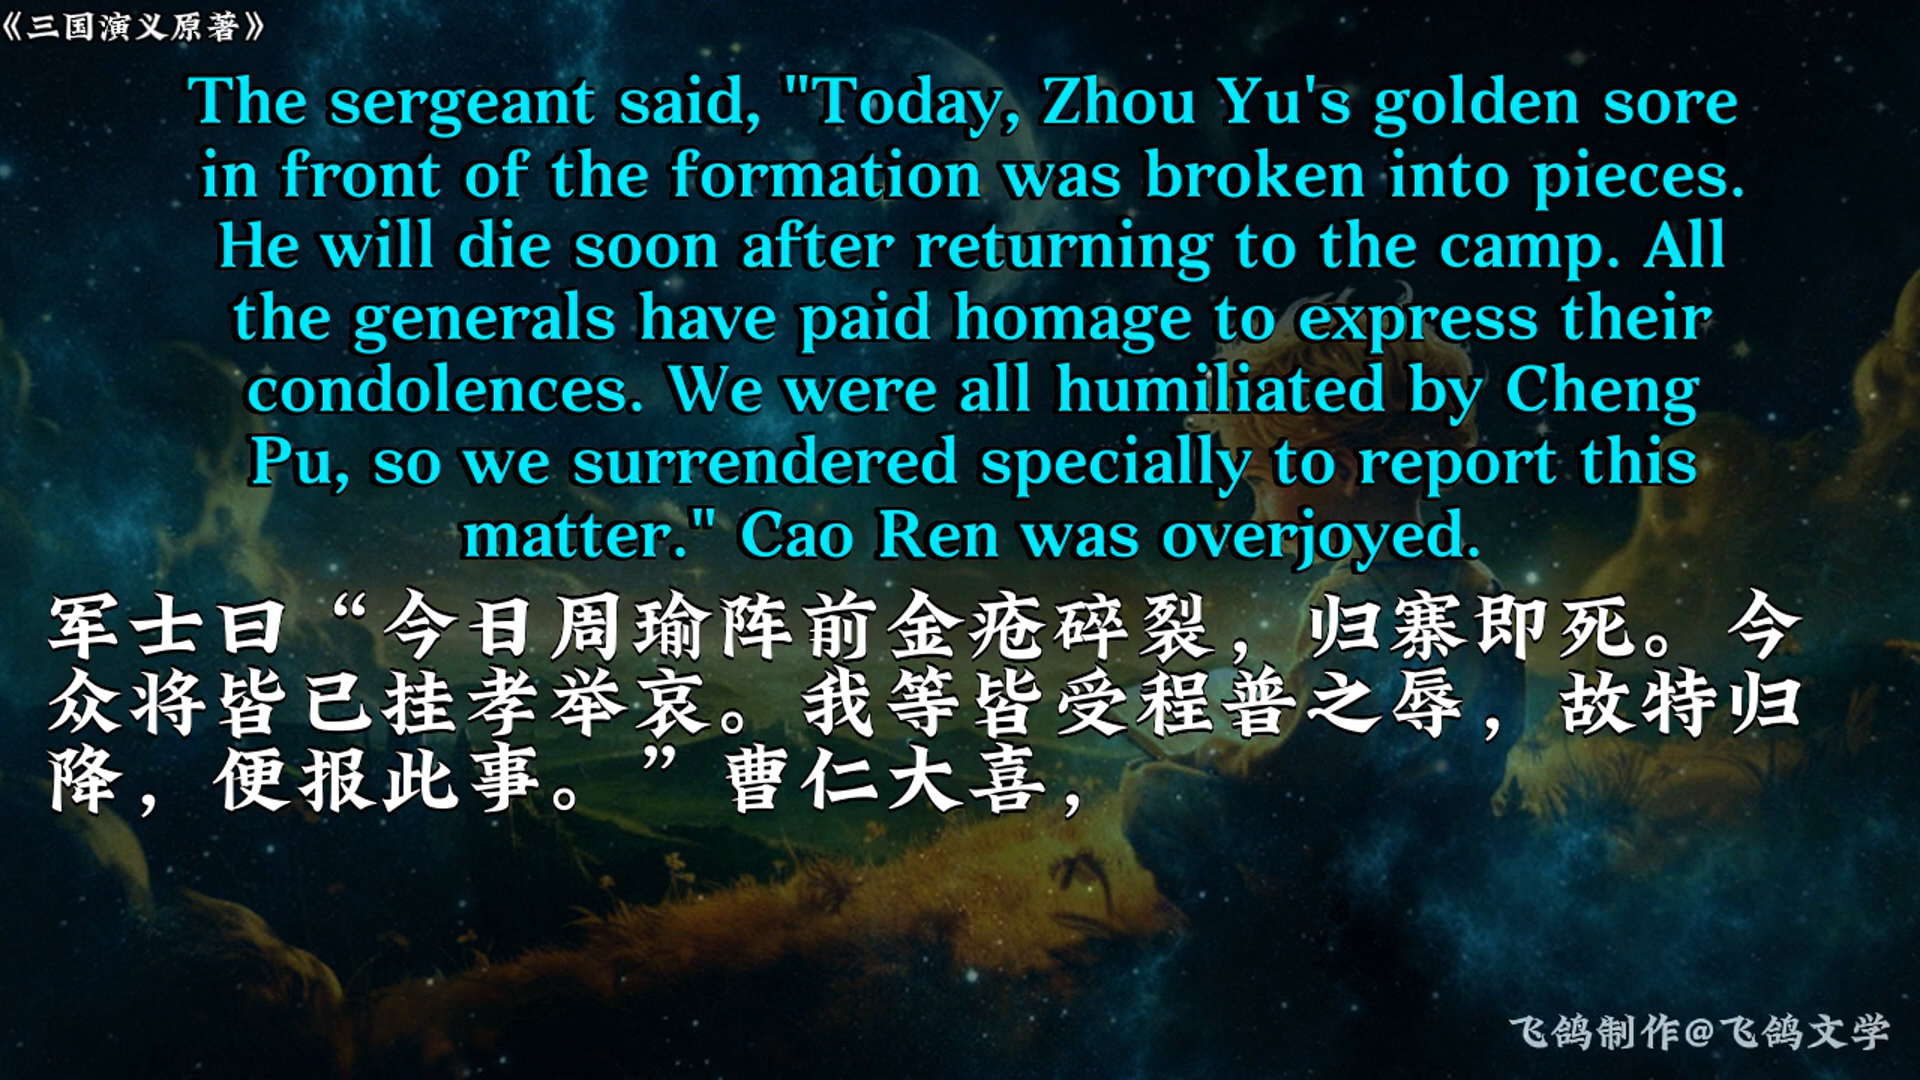 《三国演义原著》
The sergeant said, "Today, Zhou Yu's golden sore
in front of the formation was broken into pieces.
He will die soon after returning to the camp. All
the generals have paid homage to express their
condolences. We were all humiliated by Cheng
Pu, so we surrendered specially to report this
matter." Cao Ren was overjoyed.
军士曰“今日周瑜阵前金疮碎裂，归寨即死。今
众将皆已挂孝举哀。我等皆受程普之辱，故特归
降，便报此事。”曹仁大喜，
飞鸽制作@飞鸽文学